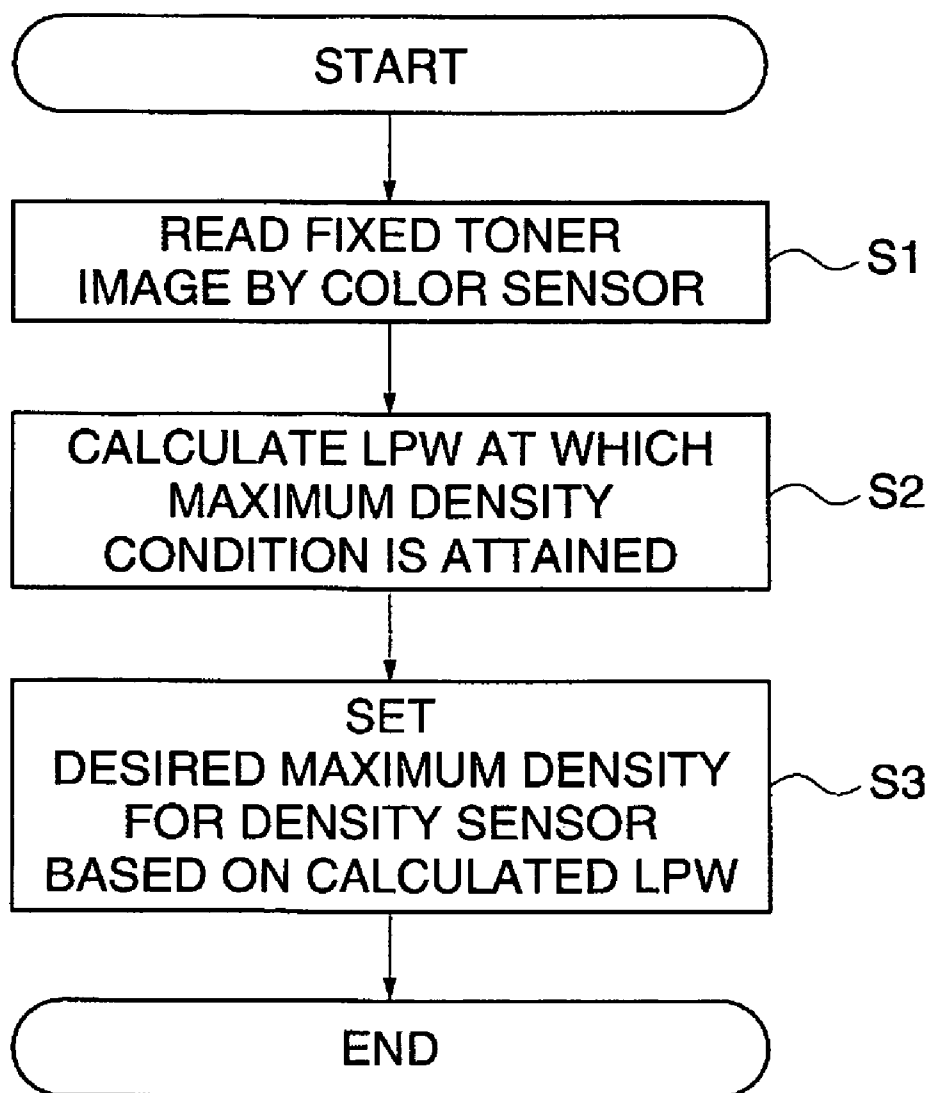 START
READ FIXED TONER
IMAGE BY COLOR SENSOR
S1
CALCULATE LPW AT WHICH
MAXIMUM DENSITY
CONDITION IS ATTAINED
S2
SET
DESIRED MAXIMUM DENSITY
FOR DENSITY SENSOR
BASED ON CALCULATED LPW
S3
END